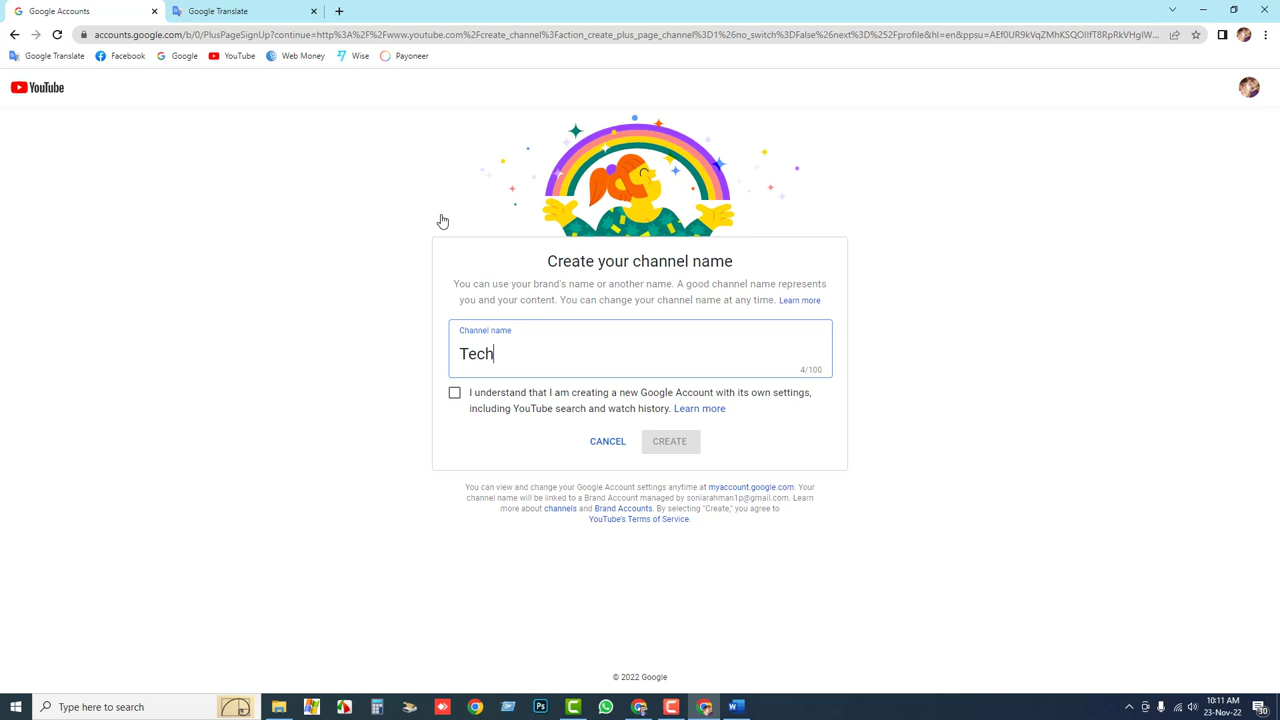 Google Accounts
Google Translate
accounts.google.com/b/0/PlusPageSignUp?continue=http%3A%2F%2Fwww.youtube.com%2Fcreate_channel%3Faction_create_plus_page_channel%3D1%26no_switch%3DFalse%26next%3D%252Fprofile&hl=en&ppsu=AEf0UR9kVqZMhKSQOIIfT8RpRkVHgIW...
Google Translate
Facebook
Google
YouTube
Web Money
Wise
Payoneer
YouTube
Create your channel name
You can use your brand's name or another name. A good channel name represents
you and your content. You can change your channel name at any time. Learn more
Channel name
Tech
4/100
I understand that I am creating a new Google Account with its own settings,
including YouTube search and watch history. Learn more
CANCEL
CREATE
You can view and change your Google Account settings anytime at myaccount.google.com. Your
channel name will be linked to a Brand Account managed by soniarahman1p@gmail.com. Learn
more about channels and Brand Accounts. By selecting "Create," you agree to
YouTube's Terms of Service.
© 2022 Google
Type here to search
10:11 AM
23-Nov-22
30